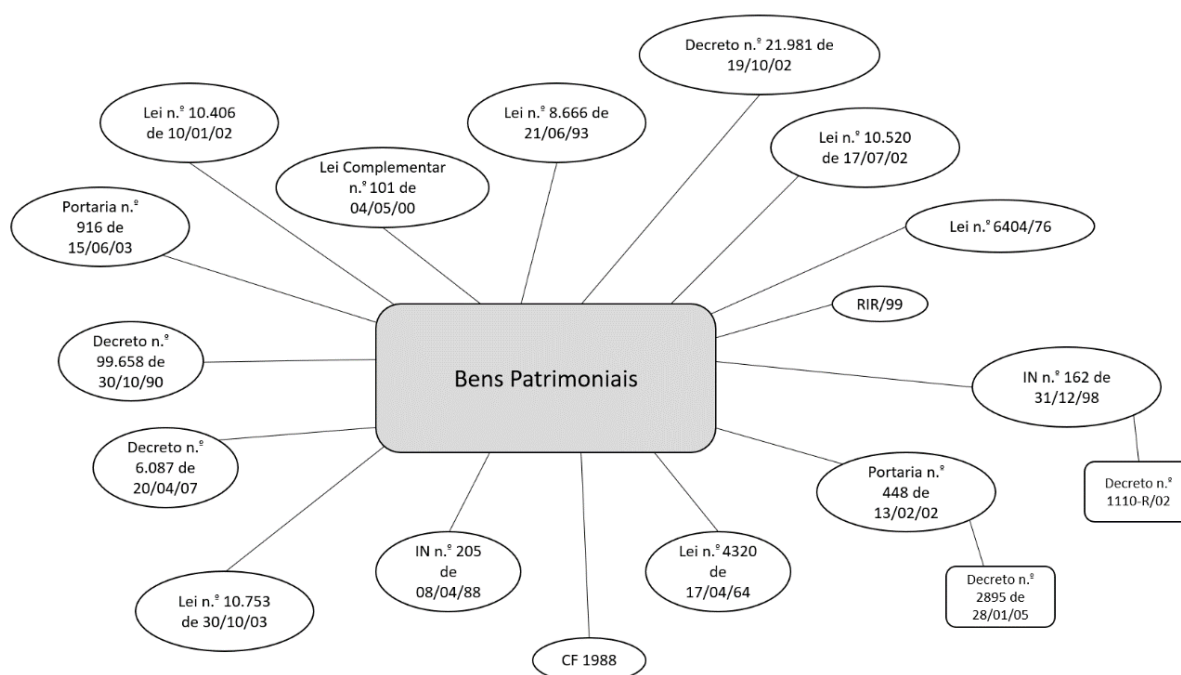 Decreto n.º 21.981 de
19/10/02
Lei n.º 10.406
de 10/01/02
Lei n.º 8.666 de
21/06/93
Lei n.º 10.520
de 17/07/02
Lei Complementar
n.º 101 de
04/05/00
Portaria n.º
916 de
15/06/03
Lei n.º 6404/76
RIR/99
Decreto n.º
99.658 de
30/10/90
Bens Patrimoniais
IN n.º 162 de
31/12/98
Decreto n.º
6.087 de
20/04/07
Portaria n.º
448 de
13/02/02
Decreto n.º
1110-R/02
IN n.º 205
de
08/04/88
Lei n.º 4320
de
17/04/64
Decreto n.º
2895 de
28/01/05
Lei n.º 10.753
de 30/10/03
CF 1988